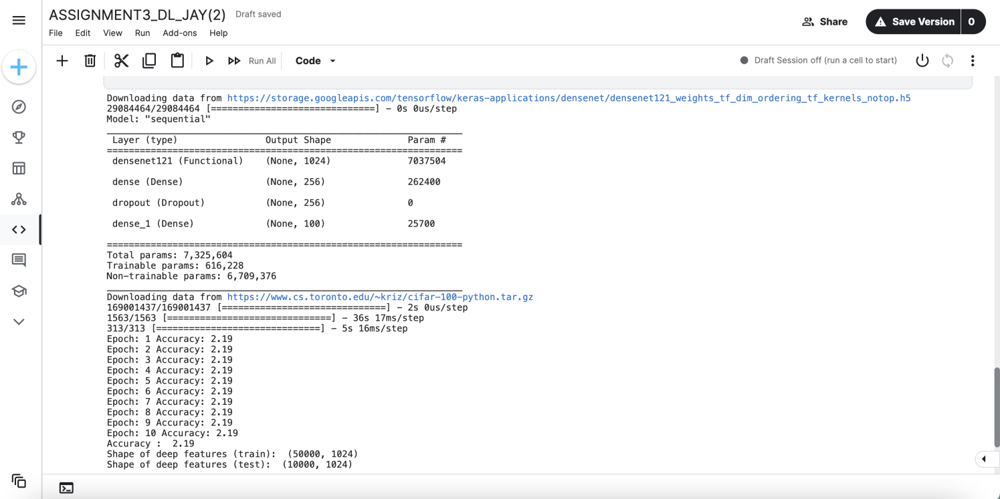 ASSIGNMENT3_DL_JAY(2) Draft saved
File Edit View Run Add-ons Help
Share
Save Version 0
Run All Code
Draft Session off (run a cell to start)
Downloading data from https://storage.googleapis.com/tensorflow/keras-applications/densenet/densenet121_weights_tf_dim_ordering_tf_kernels_notop.h5
29084464/29084464 [==============================] - 0s 0us/step
Model: "sequential"
_________________________________________________________________
Layer (type) Output Shape Param #
=================================================================
densenet121 (Functional) (None, 1024) 7037504
dense (Dense) (None, 256) 262400
dropout (Dropout) (None, 256) 0
dense_1 (Dense) (None, 100) 25700
=================================================================
Total params: 7,325,604
Trainable params: 616,228
Non-trainable params: 6,709,376
_________________________________________________________________
Downloading data from https://www.cs.toronto.edu/~kriz/cifar-100-python.tar.gz
169001437/169001437 [==============================] - 2s 0us/step
1563/1563 [==============================] - 36s 17ms/step
313/313 [==============================] - 5s 16ms/step
Epoch: 1 Accuracy: 2.19
Epoch: 2 Accuracy: 2.19
Epoch: 3 Accuracy: 2.19
Epoch: 4 Accuracy: 2.19
Epoch: 5 Accuracy: 2.19
Epoch: 6 Accuracy: 2.19
Epoch: 7 Accuracy: 2.19
Epoch: 8 Accuracy: 2.19
Epoch: 9 Accuracy: 2.19
Epoch: 10 Accuracy: 2.19
Accuracy : 2.19
Shape of deep features (train): (50000, 1024)
Shape of deep features (test): (10000, 1024)